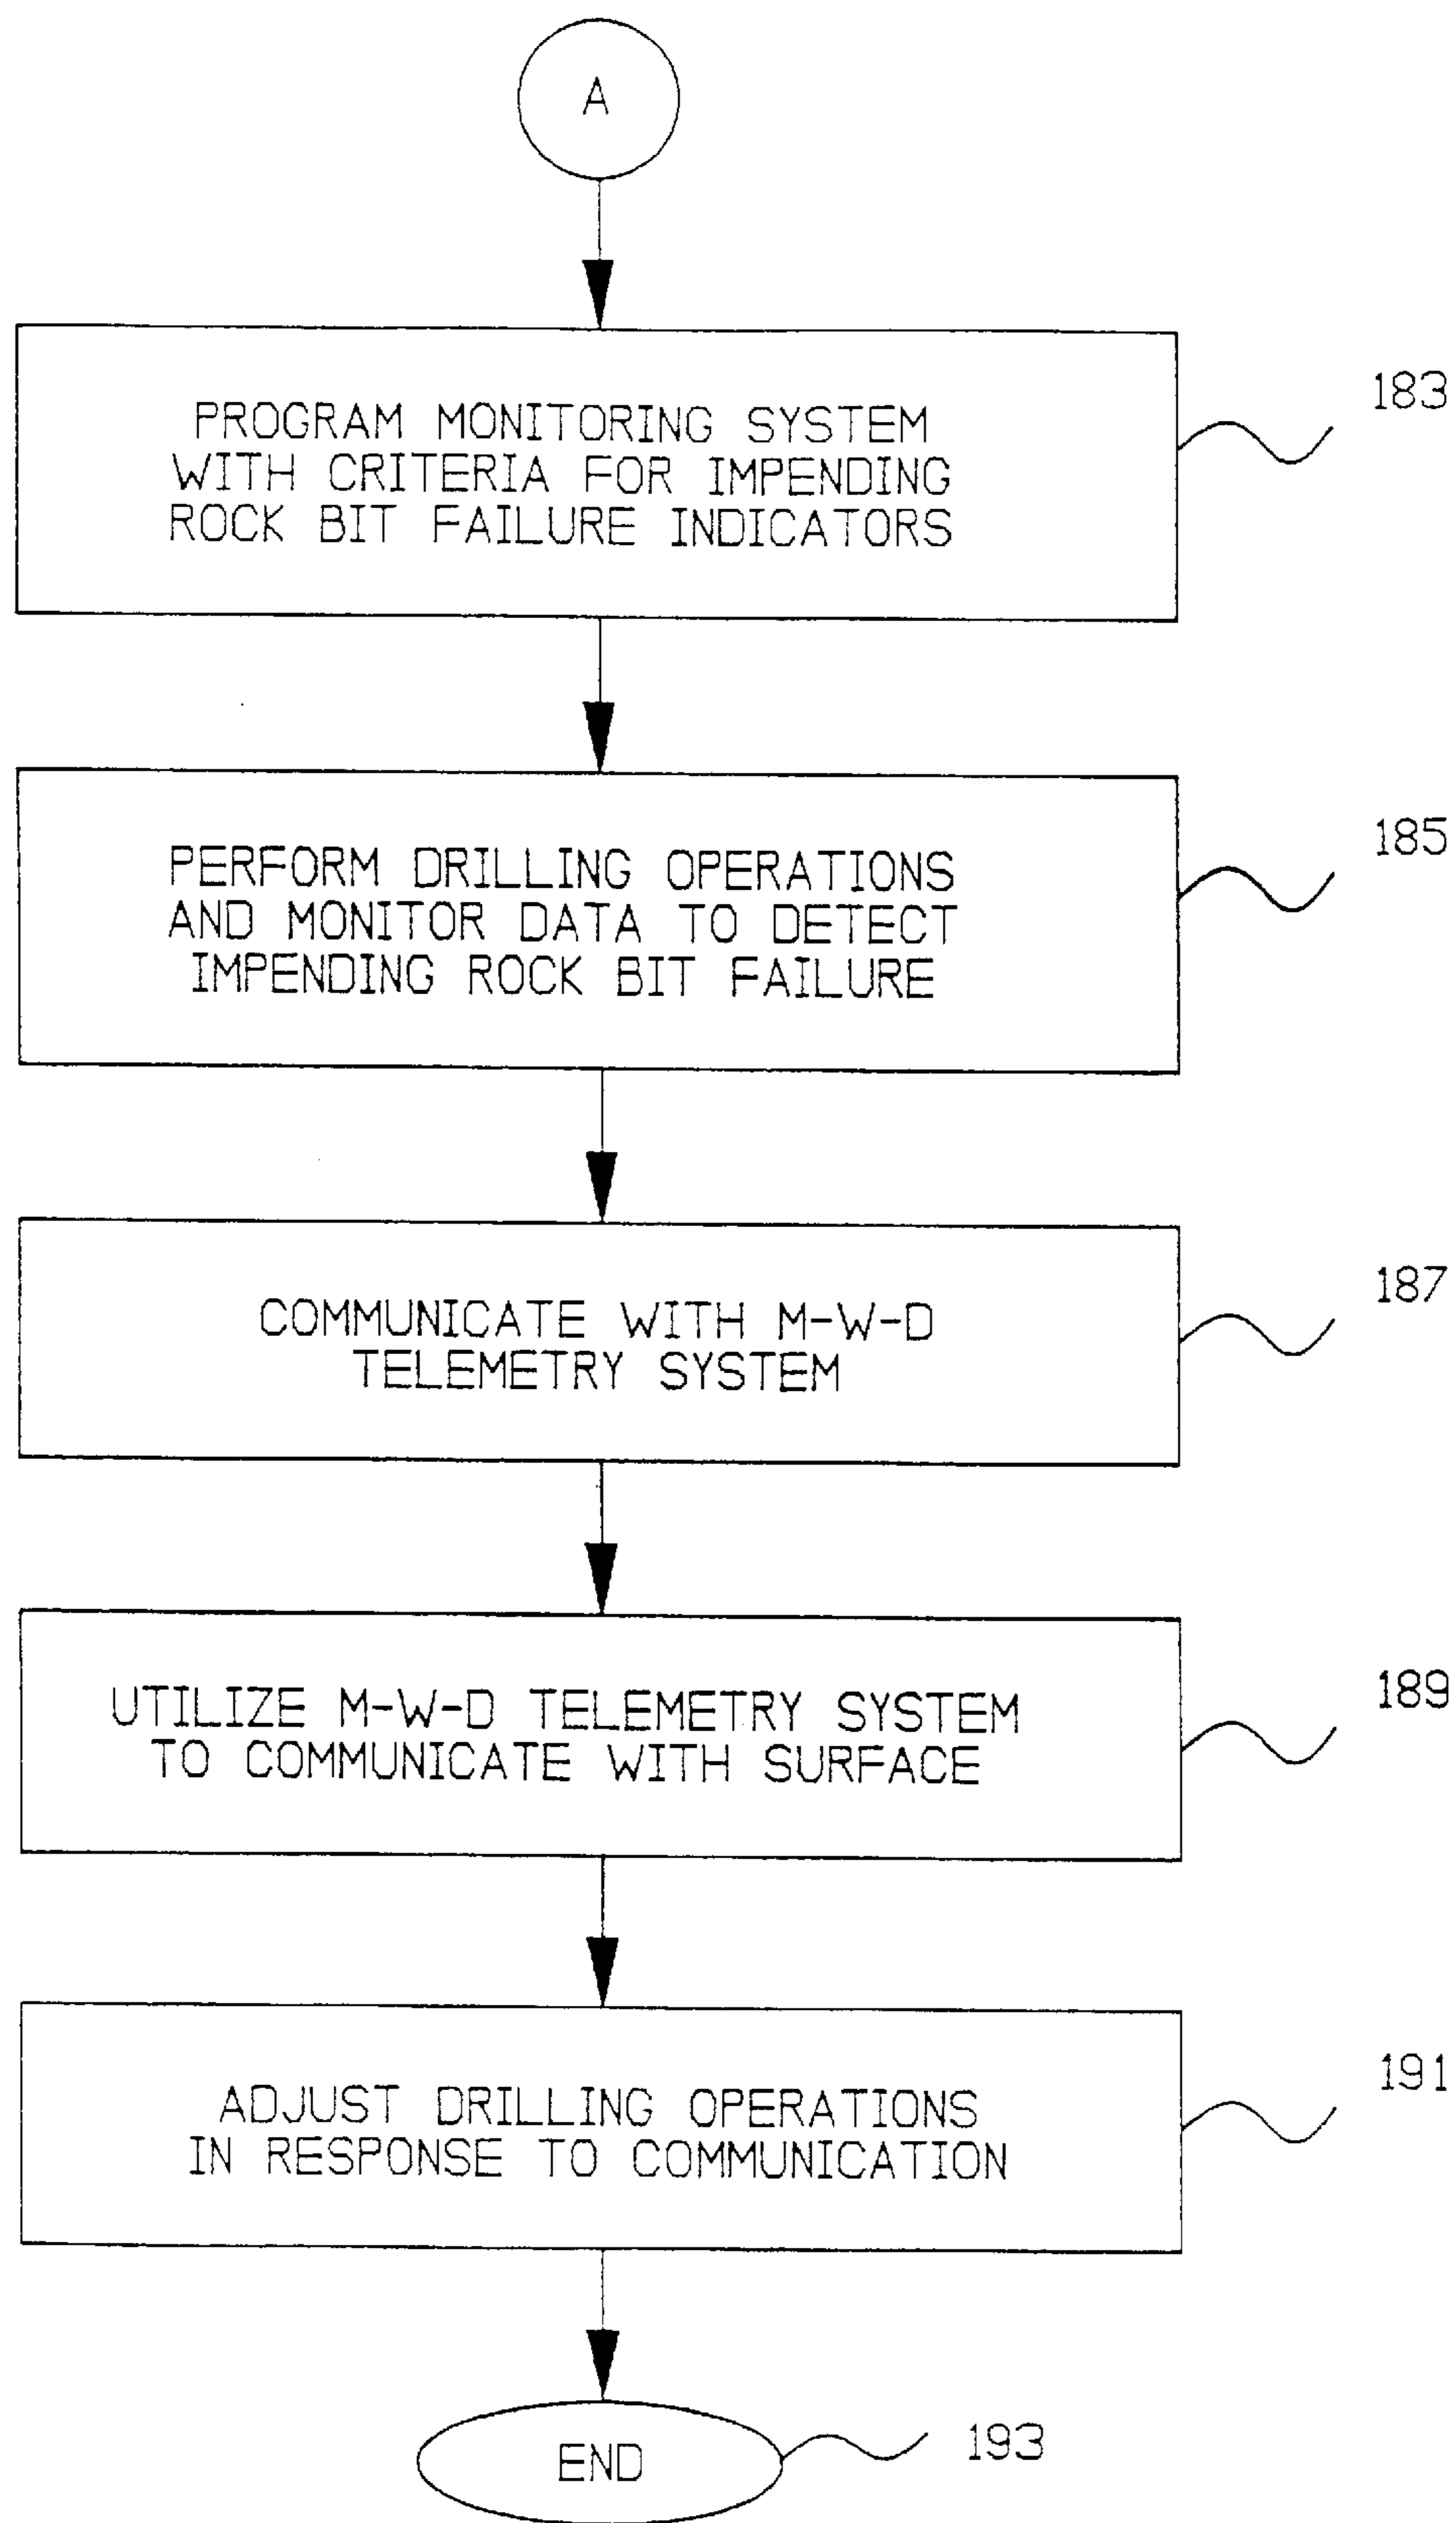 A
PROGRAM MONITORING SYSTEM
WITH CRITERIA FOR IMPENDING
ROCK BIT FAILURE INDICATORS
183
PERFORM DRILLING OPERATIONS
AND MONITOR DATA TO DETECT
IMPENDING ROCK BIT FAILURE
185
COMMUNICATE WITH M-W-D
TELEMETRY SYSTEM
187
UTILIZE M-W-D TELEMETRY SYSTEM
TO COMMUNICATE WITH SURFACE
189
ADJUST DRILLING OPERATIONS
IN RESPONSE TO COMMUNICATION
191
END
193